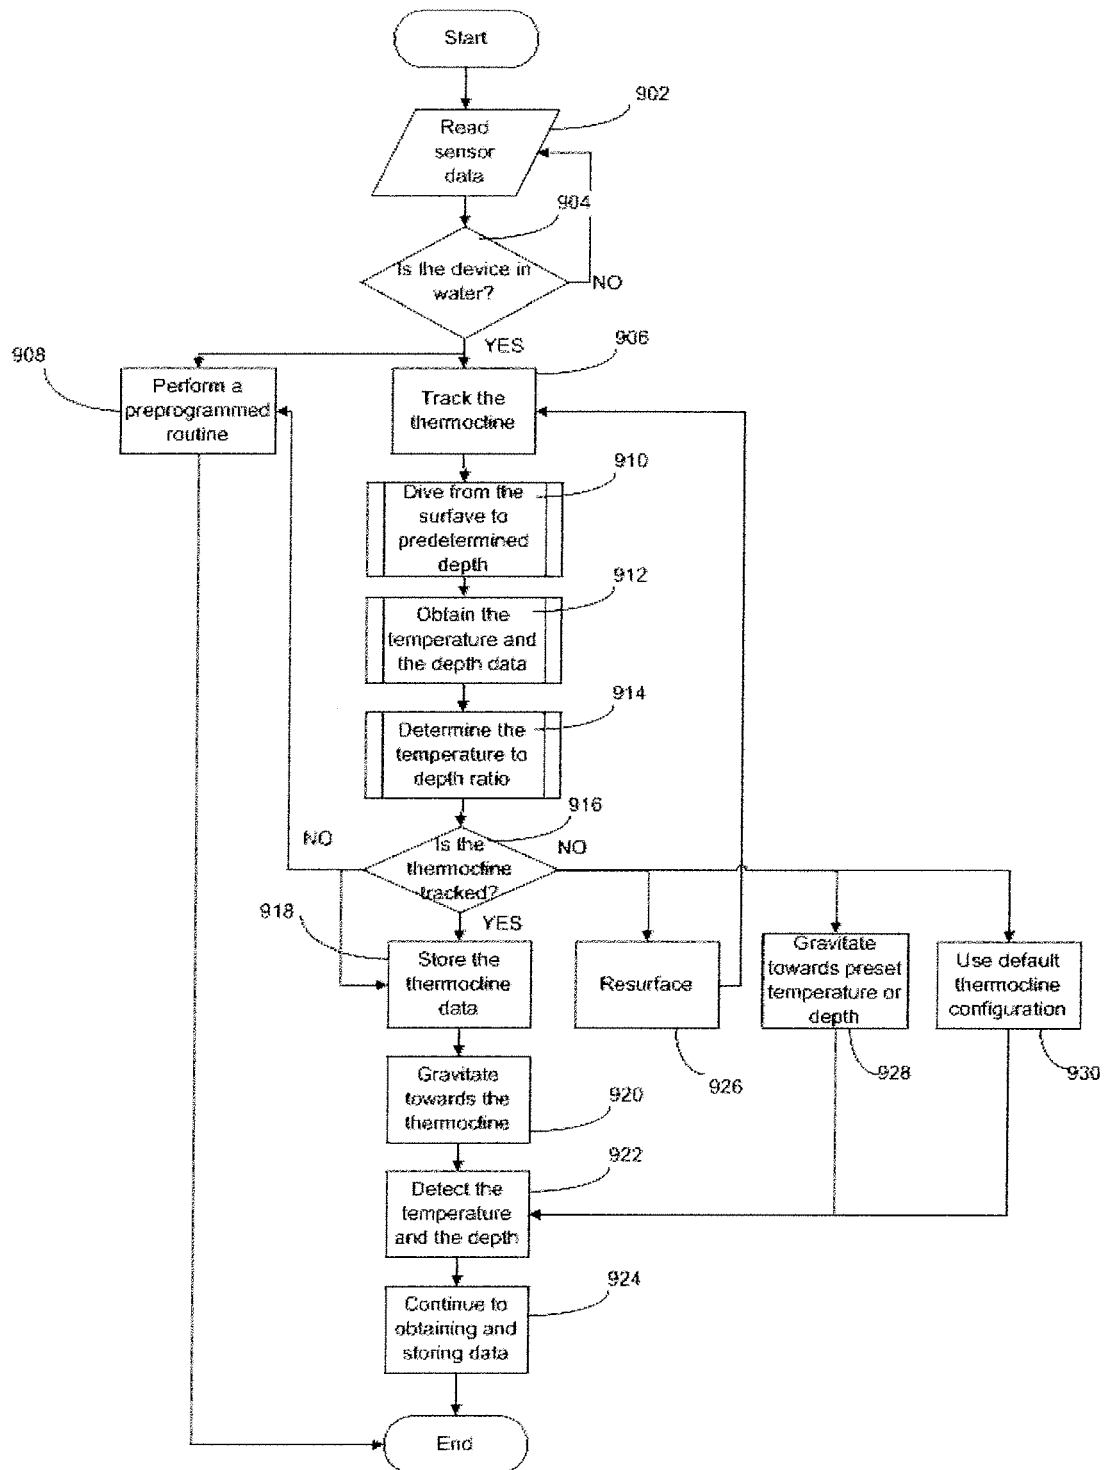 Start
902
Read
sensor
data
904
Is the device in
water?
NO
YES
906
908
Perform a
preprogrammed
routine
Track the
thermocline
910
Dive from the
surfave to
predetermined
depth
912
Obtain the
temperature and
the depth data
914
Determine the
temperature to
depth ratio
916
NO
Is the
thermocline
tracked?
NO
YES
918
Store the
thermocline
data
Resurface
Gravitate
towards preset
temperature or
depth
Use default
thermocline
configuration
926
928
930
Gravitate
towards the
thermocline
920
922
Detect the
temperature
and the depth
924
Continue to
obtaining and
storing data
End